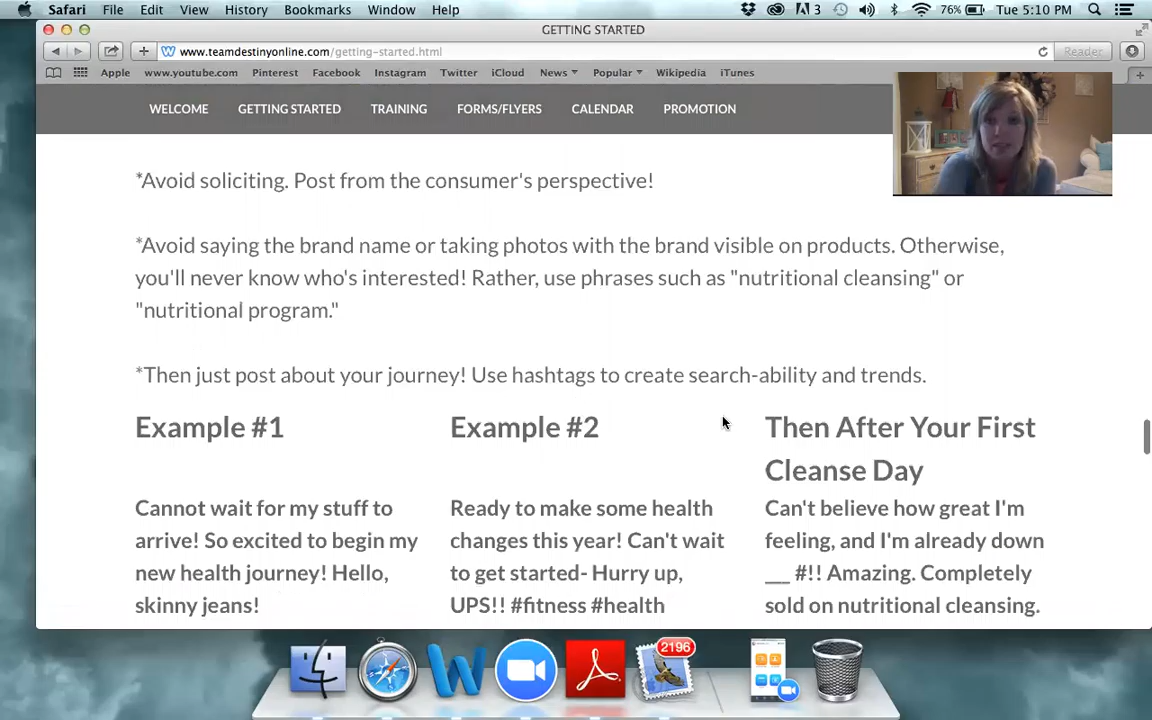 Safari File Edit View History Bookmarks Window Help 3 76% Tue 5:10 PM
GETTING STARTED
www.teamdestinyonline.com/getting-started.html Reader
Apple www.youtube.com Pinterest Facebook Instagram Twitter iCloud News Popular Wikipedia iTunes
WELCOME GETTING STARTED TRAINING FORMS/FLYERS CALENDAR PROMOTION
*Avoid soliciting. Post from the consumer's perspective!
*Avoid saying the brand name or taking photos with the brand visible on products. Otherwise,
you'll never know who's interested! Rather, use phrases such as "nutritional cleansing" or
"nutritional program."
*Then just post about your journey! Use hashtags to create search-ability and trends.
Example #1
Cannot wait for my stuff to
arrive! So excited to begin my
new health journey! Hello,
skinny jeans!
Example #2
Ready to make some health
changes this year! Can't wait
to get started- Hurry up,
UPS!! #fitness #health
Then After Your First
Cleanse Day
Can't believe how great I'm
feeling, and I'm already down
__ #!! Amazing. Completely
sold on nutritional cleansing.
2196